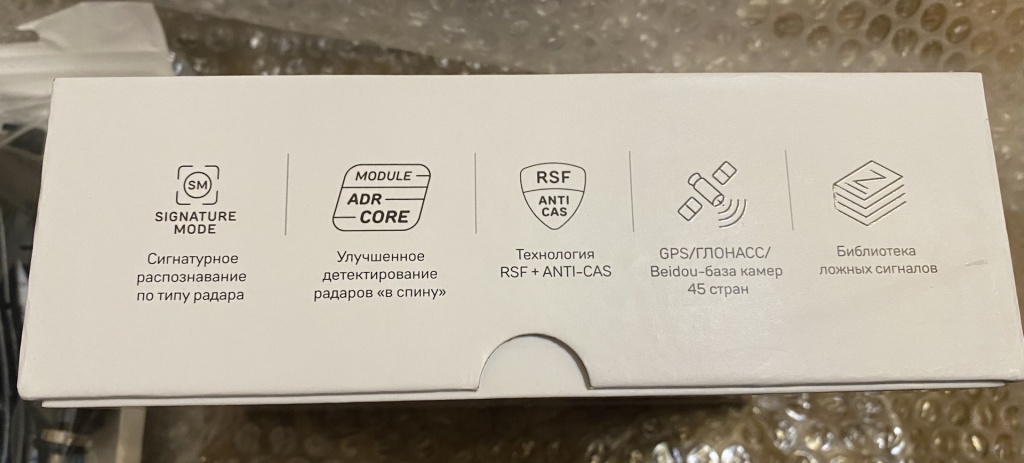 SM
SIGNATURE
MODE
Сигнатурное
распознавание
по типу радара
MODULE
ADR
CORE
Улучшенное
детектирование
радаров «в спину»
RSF
ANTI
CAS
Технология
RSF + ANTI-CAS
GPS/ГЛОНАСС/
Beidou-база камер
45 стран
Z
Библиотека
ложных сигналов